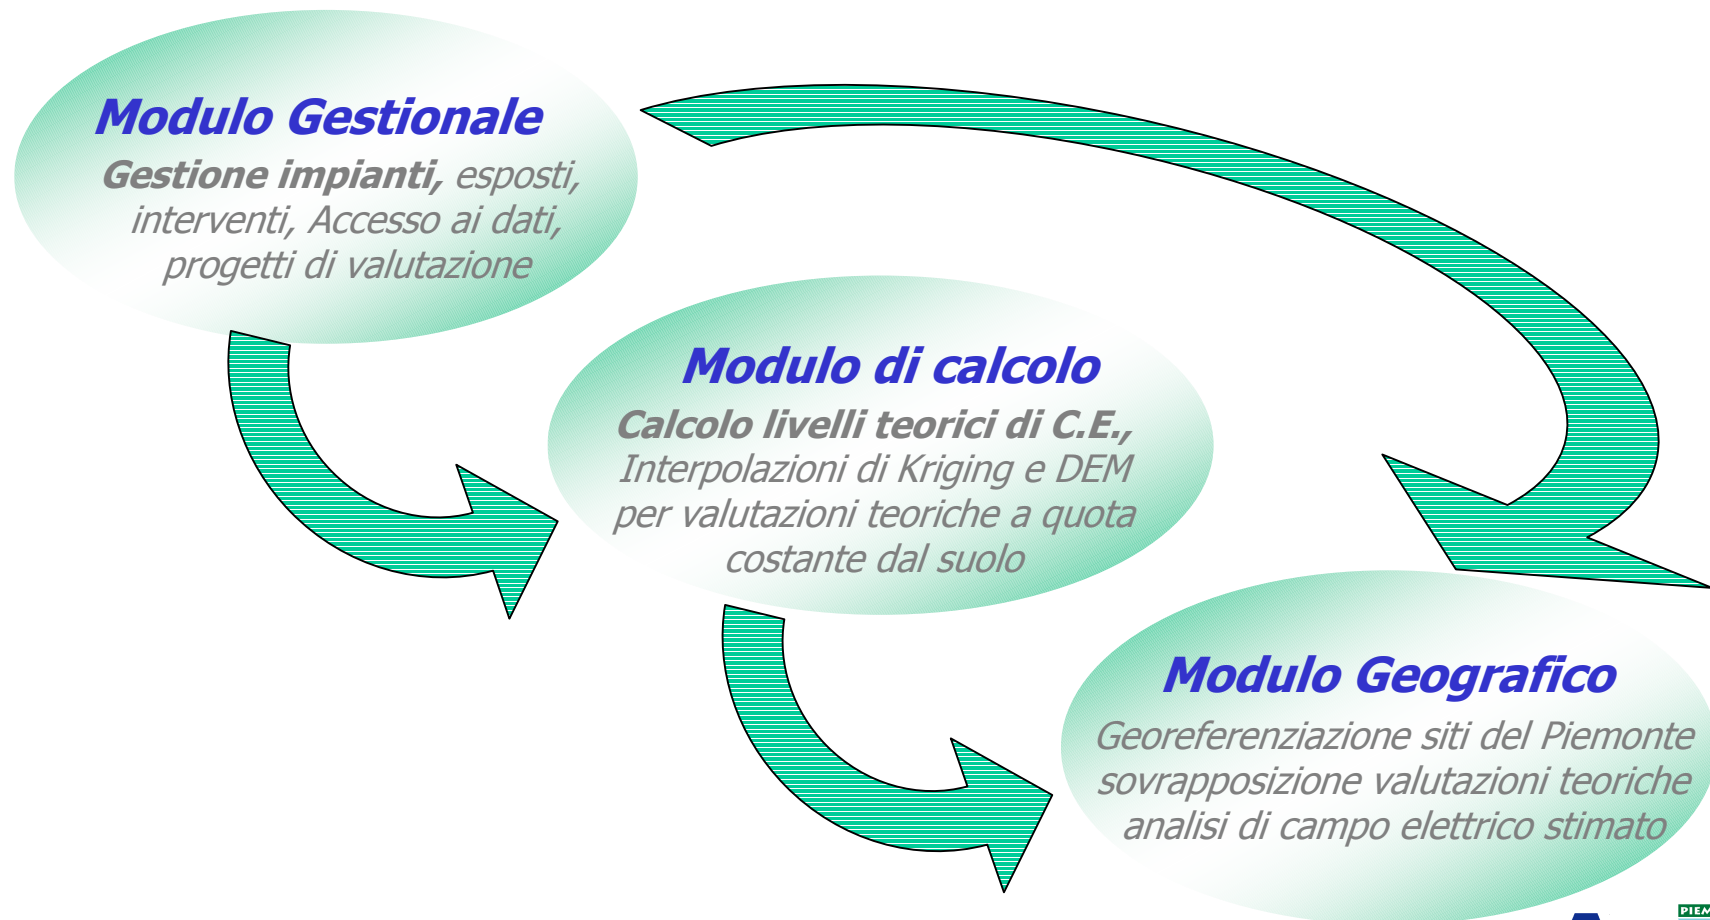 Modulo Gestionale
Gestione impianti, esposti,
interventi, Accesso ai dati,
progetti di valutazione
Modulo di calcolo
Calcolo livelli teorici di C.E.,
Interpolazioni di Kriging e DEM
per valutazioni teoriche a quota
costante dal suolo
Modulo Geografico
Georeferenziazione siti del Piemonte
sovrapposizione valutazioni teoriche
analisi di campo elettrico stimato